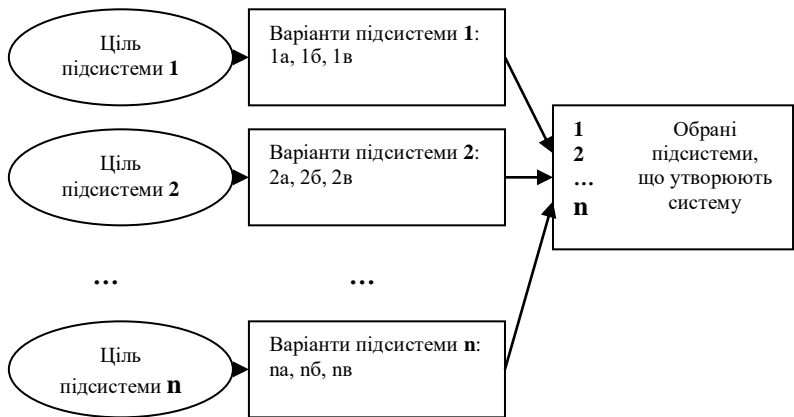 Ціль
підсистеми 1
Варіанти підсистеми 1:
1а, 1б, 1в
Ціль
підсистеми 2
Варіанти підсистеми 2:
2а, 2б, 2в
...
...
Ціль
підсистеми n
Варіанти підсистеми n:
na, nб, nв
1 Обрані
2 підсистеми,
... що утворюють
n систему